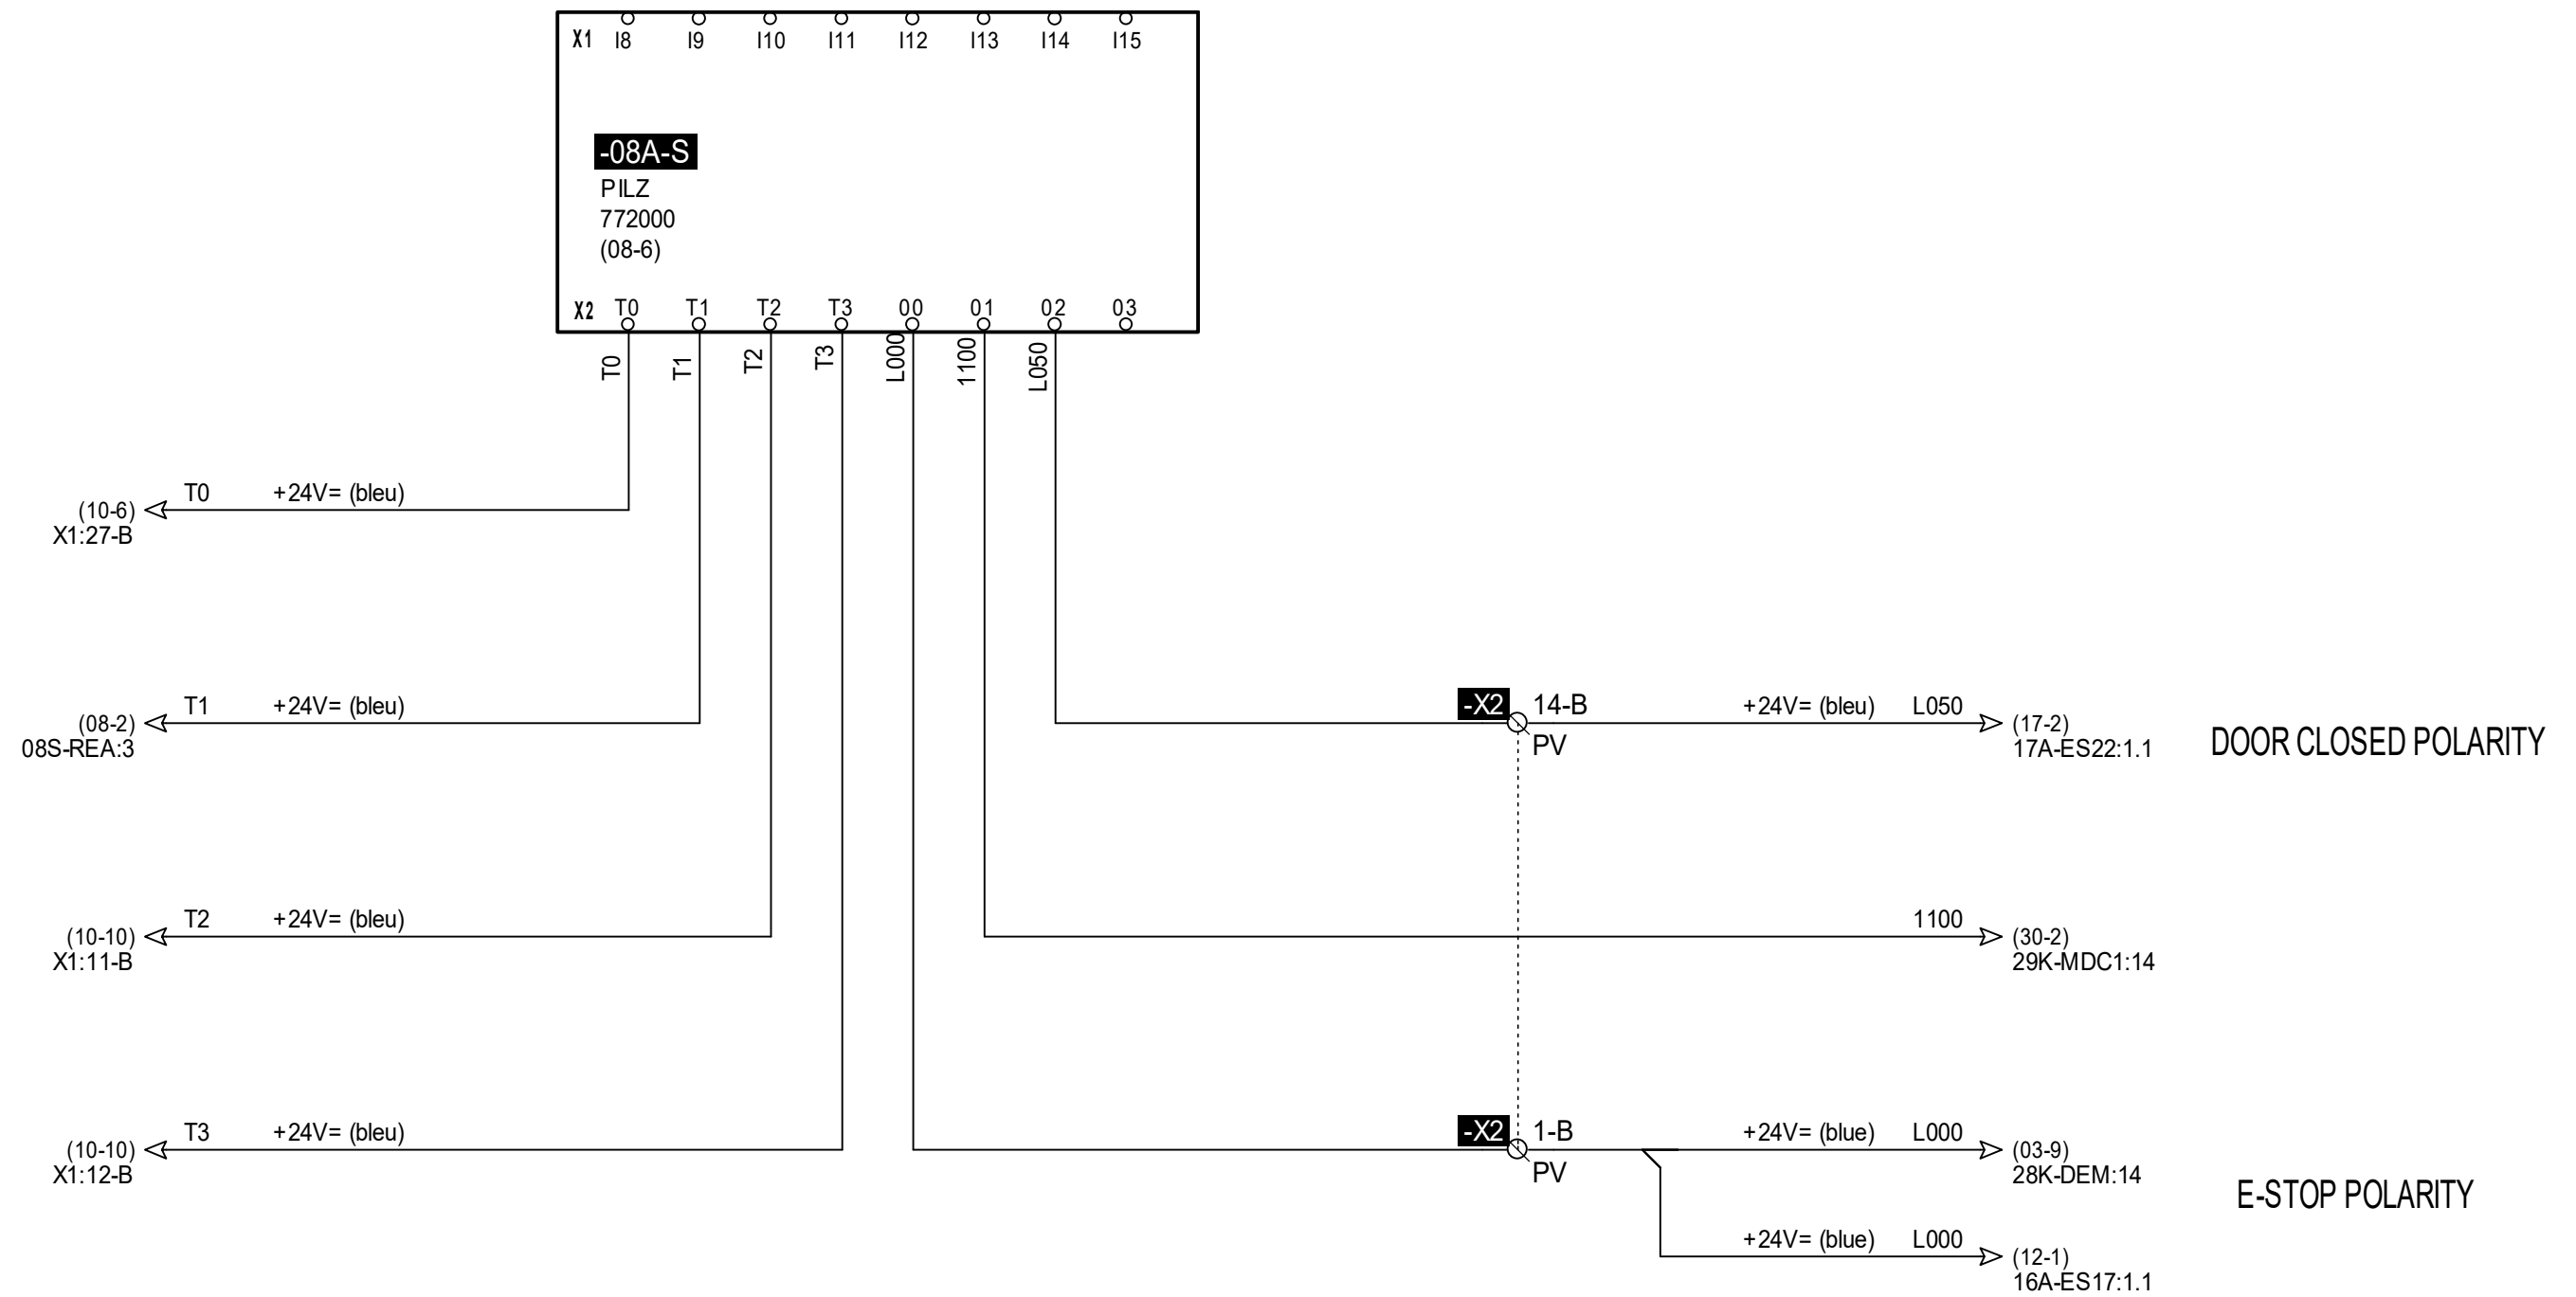 X1 I8 I9 I10 I11 I12 I13 I14 I15
-08A-S
PILZ
772000
(08-6)
X2 T0 T1 T2 T3 00 01 02 03
T0 T1 T2 T3 L000 1100 L050
T0 +24V= (bleu)
(10-6)
X1:27-B
T1 +24V= (bleu)
(08-2)
08S-REA:3
-X2 14-B
PV
+24V= (bleu) L050
(17-2)
17A-ES22:1.1
DOOR CLOSED POLARITY
T2 +24V= (bleu)
(10-10)
X1:11-B
1100
(30-2)
29K-MDC1:14
T3 +24V= (bleu)
(10-10)
X1:12-B
-X2 1-B
PV
+24V= (blue) L000
(03-9)
28K-DEM:14
E-STOP POLARITY
+24V= (blue) L000
(12-1)
16A-ES17:1.1